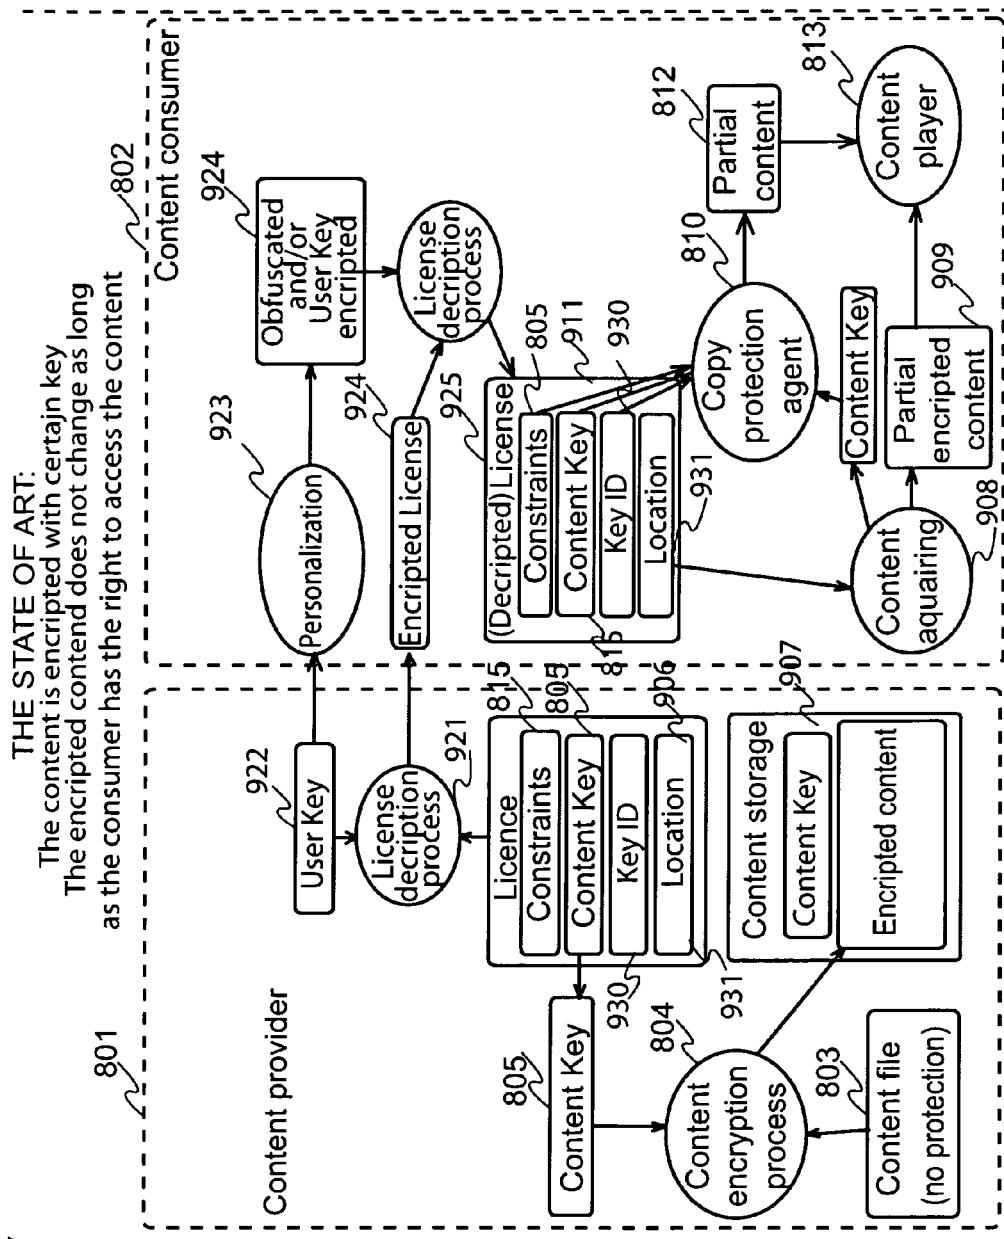 THE STATE OF ART:
The content is encripted with certajn key
The encripted contend does not change as long
as the consumer has the right to access the content
801
Content provider
802
Content consumer
922
User Key
923
Personalization
924
Obfuscated
and/or
User Key
encripted
License
decription
process
921
924
Encripted License
License
decription
process
Licence
815
Constraints
805
Content Key
Key ID
906
Location
930
931
925
(Decripted) License
805
Constraints
911
Content Key
930
Key ID
Location
815
931
805
Content Key
804
Content
encryption
process
803
Content file
(no protection)
Content storage
907
Content Key
Encripted content
810
Copy
protection
agent
812
Partial
content
813
Content
player
Content Key
909
Partial
encripted
content
908
Content
aquairing